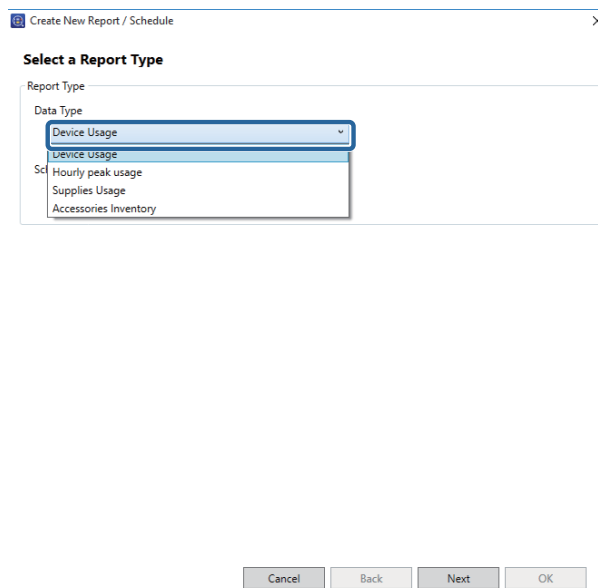 Create New Report / Schedule
Select a Report Type
Report Type
Data Type
Device Usage
Device Usage
Hourly peak usage
Supplies Usage
Accessories Inventory
Cancel Back Next OK